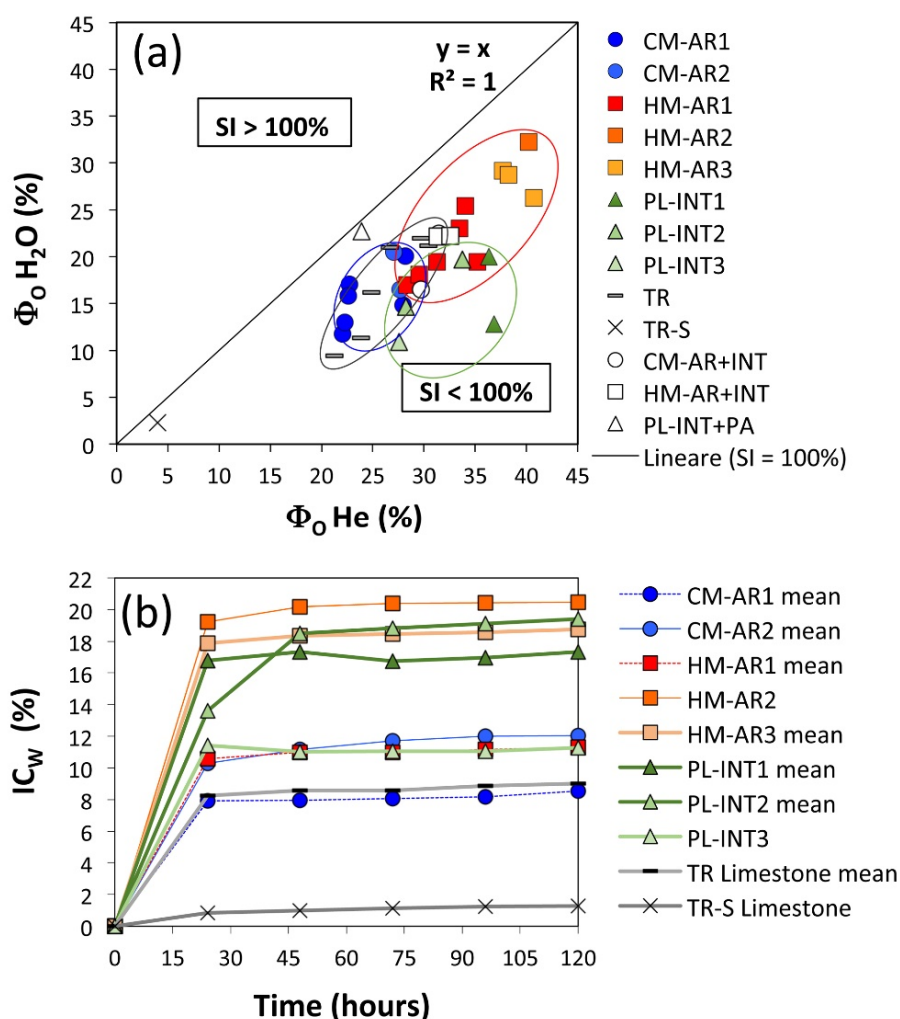 (a)
y = x
R² = 1
SI > 100%
SI < 100%
45
40
35
30
25
20
15
10
5
0
Φ_O H₂O (%)
0 5 10 15 20 25 30 35 40 45
Φ_O He (%)
CM-AR1
CM-AR2
HM-AR1
HM-AR2
HM-AR3
PL-INT1
PL-INT2
PL-INT3
TR
TR-S
CM-AR+INT
HM-AR+INT
PL-INT+PA
Lineare (SI = 100%)
(b)
22
20
18
16
14
12
10
8
6
4
2
0
IC_W (%)
0 15 30 45 60 75 90 105 120
Time (hours)
CM-AR1 mean
CM-AR2 mean
HM-AR1 mean
HM-AR2
HM-AR3 mean
PL-INT1 mean
PL-INT2 mean
PL-INT3
TR Limestone mean
TR-S Limestone